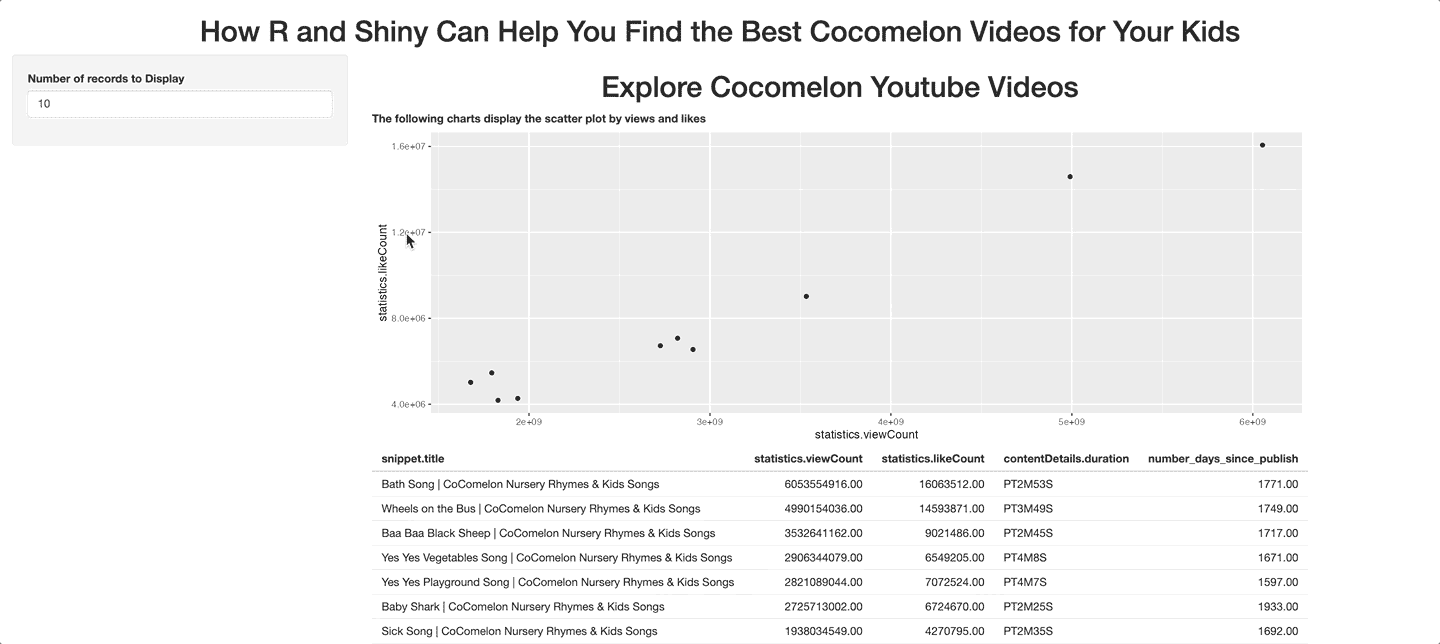 How R and Shiny Can Help You Find the Best Cocomelon Videos for Your Kids
Number of records to Display
10
Explore Cocomelon Youtube Videos
The following charts display the scatter plot by views and likes
1.6e+07
1.2e+07
8.0e+06
4.0e+06
statistics.likeCount
2e+09 3e+09 4e+09 5e+09 6e+09
statistics.viewCount
snippet.title statistics.viewCount statistics.likeCount contentDetails.duration number_days_since_publish
Bath Song | CoComelon Nursery Rhymes & Kids Songs 6053554916.00 16063512.00 PT2M53S 1771.00
Wheels on the Bus | CoComelon Nursery Rhymes & Kids Songs 4990154036.00 14593871.00 PT3M49S 1749.00
Baa Baa Black Sheep | CoComelon Nursery Rhymes & Kids Songs 3532641162.00 9021486.00 PT2M45S 1717.00
Yes Yes Vegetables Song | CoComelon Nursery Rhymes & Kids Songs 2906344079.00 6549205.00 PT4M8S 1671.00
Yes Yes Playground Song | CoComelon Nursery Rhymes & Kids Songs 2821089044.00 7072524.00 PT4M7S 1597.00
Baby Shark | CoComelon Nursery Rhymes & Kids Songs 2725713002.00 6724670.00 PT2M25S 1933.00
Sick Song | CoComelon Nursery Rhymes & Kids Songs 1938034549.00 4270795.00 PT2M35S 1692.00